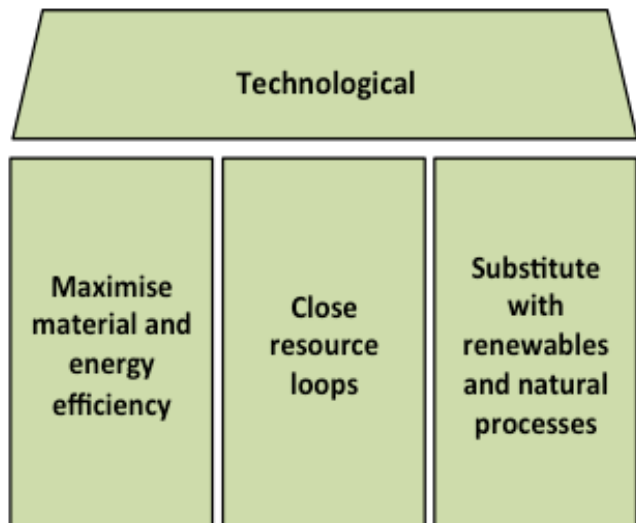 Technological
Maximise
material and
energy
efficiency
Close
resource
loops
Substitute
with
renewables
and natural
processes